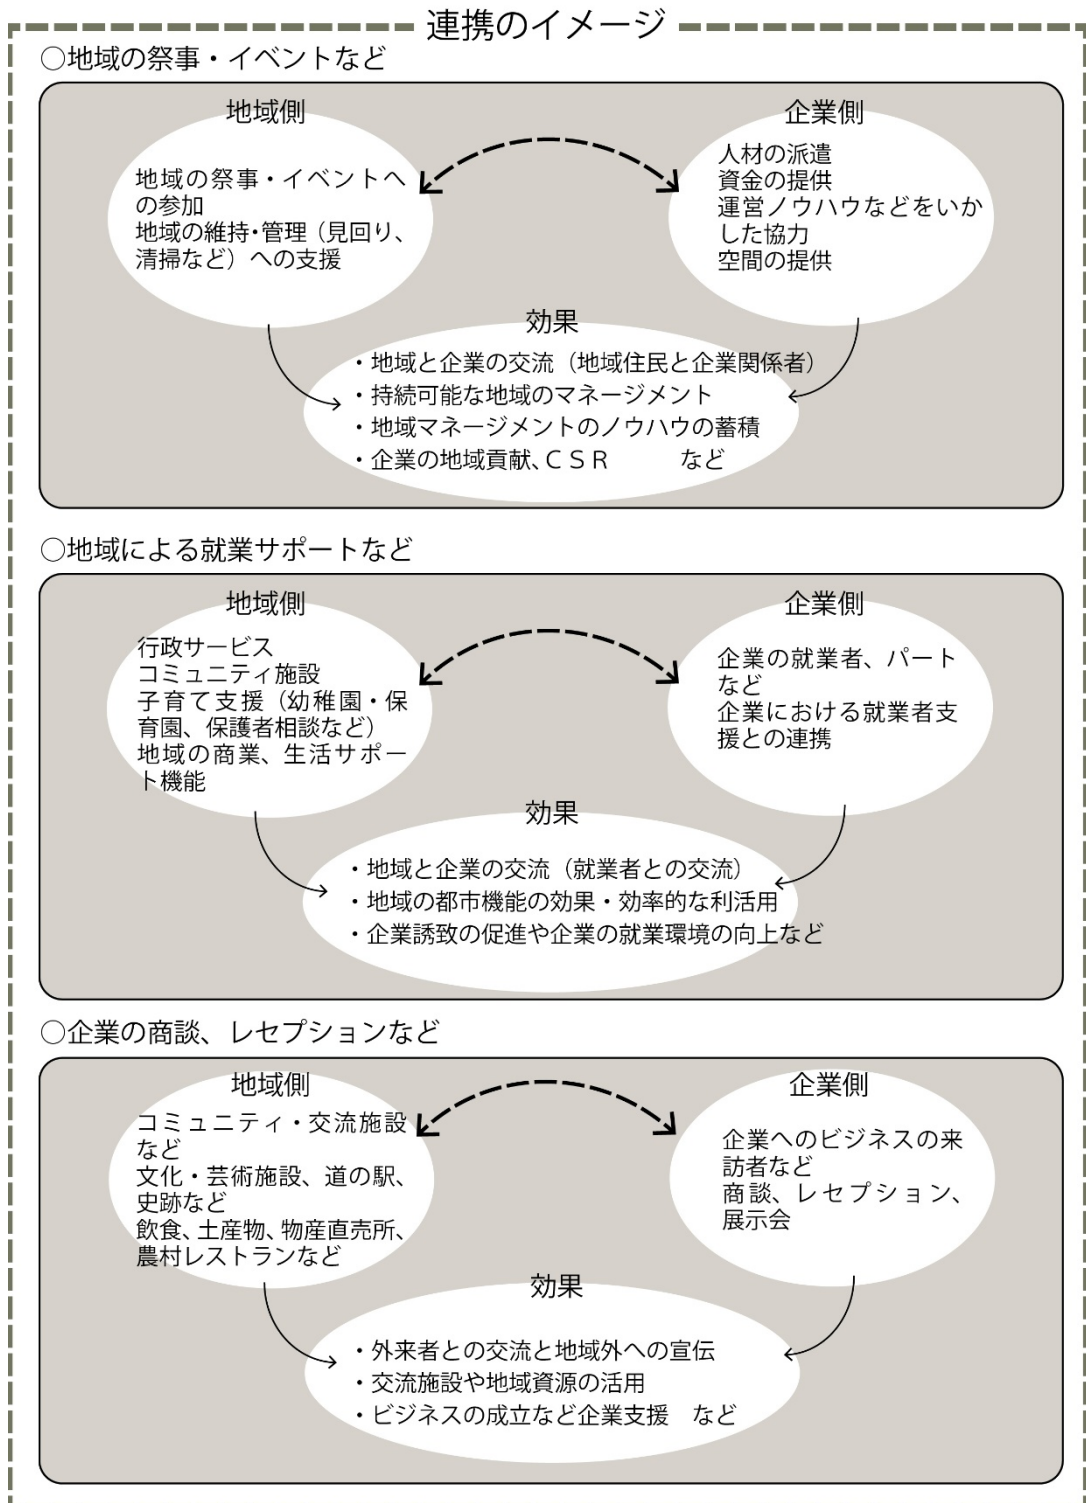 連携のイメージ
○地域の祭事・イベントなど
地域側
地域の祭事・イベントへ
の参加
地域の維持・管理（見回り、
清掃など）への支援
企業側
人材の派遣
資金の提供
運営ノウハウなどをいか
した協力
空間の提供
効果
・地域と企業の交流（地域住民と企業関係者）
・持続可能な地域のマネージメント
・地域マネージメントのノウハウの蓄積
・企業の地域貢献、ＣＳＲ　　　など
○地域による就業サポートなど
地域側
行政サービス
コミュニティ施設
子育て支援（幼稚園・保
育園、保護者相談など）
地域の商業、生活サポー
ト機能
企業側
企業の就業者、パート
など
企業における就業者支
援との連携
効果
・地域と企業の交流（就業者との交流）
・地域の都市機能の効果・効率的な利活用
・企業誘致の促進や企業の就業環境の向上など
○企業の商談、レセプションなど
地域側
コミュニティ・交流施設
など
文化・芸術施設、道の駅、
史跡など
飲食、土産物、物産直売所、
農村レストランなど
企業側
企業へのビジネスの来
訪者など
商談、レセプション、
展示会
効果
・外来者との交流と地域外への宣伝
・交流施設や地域資源の活用
・ビジネスの成立など企業支援　など